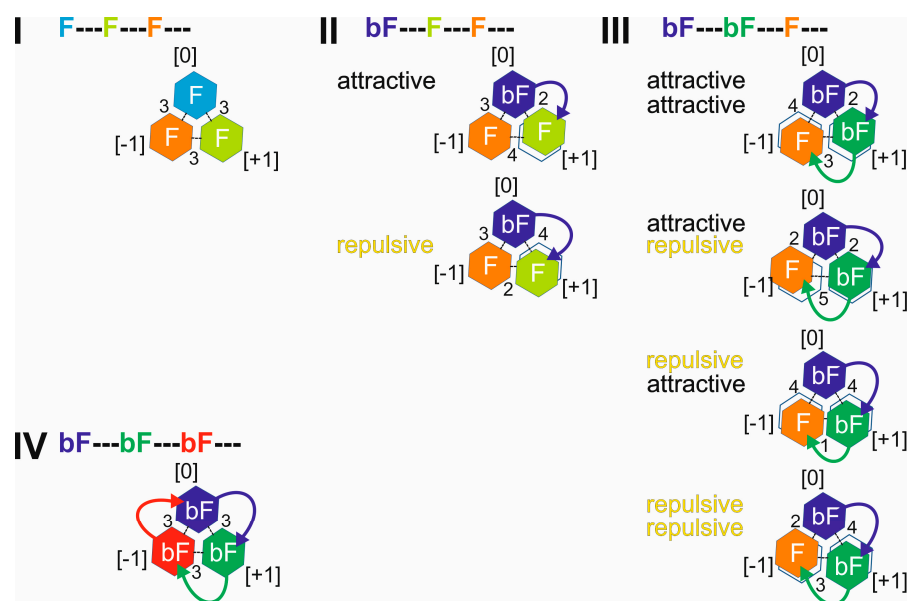 I F---F---F---
[0]
F
3 3
F F
[-1] 3 [+1]
II bF---F---F---
attractive
[0]
bF
3 2
F F
[-1] 4 [+1]
repulsive
[0]
bF
3 4
F F
[-1] 2 [+1]
III bF---bF---F---
attractive
attractive
[0]
bF
4 2
F bF
[-1] 3 [+1]
attractive
repulsive
[0]
bF
2 2
F bF
[-1] 5 [+1]
repulsive
attractive
[0]
bF
4 4
F bF
[-1] 1 [+1]
repulsive
repulsive
[0]
bF
2 4
F bF
[-1] 3 [+1]
IV bF---bF---bF---
[0]
bF
3 3
bF bF
[-1] 3 [+1]